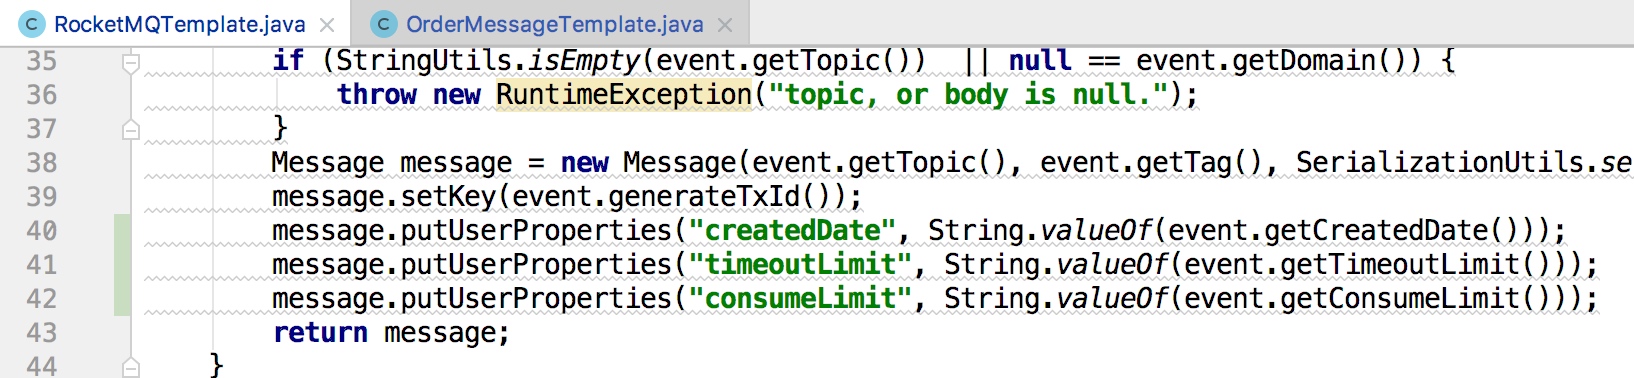 C RocketMQTemplate.java × C OrderMessageTemplate.java ×
35 if (StringUtils.isEmpty(event.getTopic())  || null == event.getDomain()) {
36 throw new RuntimeException("topic, or body is null.");
37 }
38 Message message = new Message(event.getTopic(), event.getTag(), SerializationUtils.se
39 message.setKey(event.generateTxId());
40 message.putUserProperties("createdDate", String.valueOf(event.getCreatedDate()));
41 message.putUserProperties("timeoutLimit", String.valueOf(event.getTimeoutLimit()));
42 message.putUserProperties("consumeLimit", String.valueOf(event.getConsumeLimit()));
43 return message;
44 }